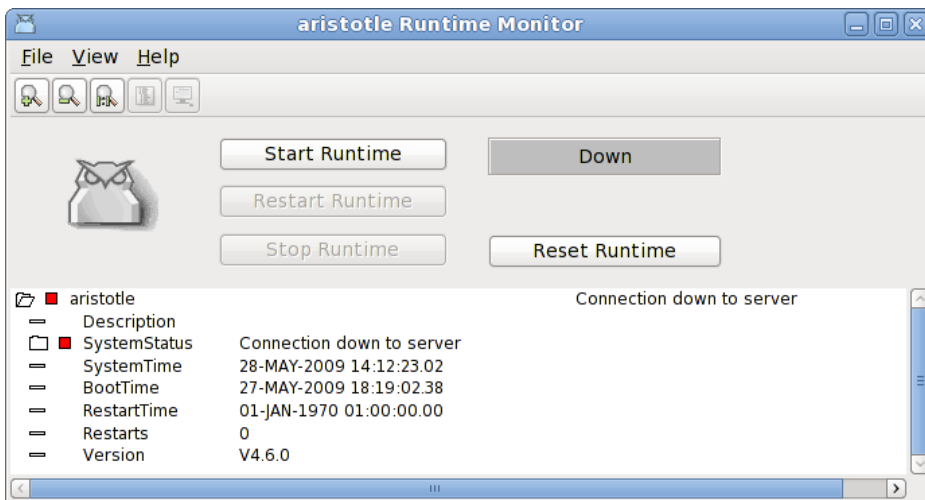 aristotle Runtime Monitor
File View Help
Start Runtime Down
Restart Runtime
Stop Runtime Reset Runtime
aristotle Connection down to server
Description
SystemStatus Connection down to server
SystemTime 28-MAY-2009 14:12:23.02
BootTime 27-MAY-2009 18:19:02.38
RestartTime 01-JAN-1970 01:00:00.00
Restarts 0
Version V4.6.0